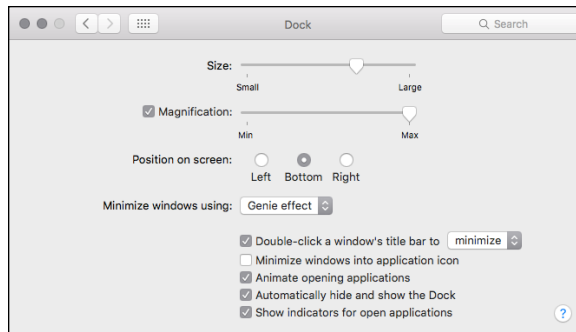 Dock
Search
Size:
Small Large
Magnification:
Min Max
Position on screen:
Left Bottom Right
Minimize windows using: Genie effect
Double-click a window's title bar to minimize
Minimize windows into application icon
Animate opening applications
Automatically hide and show the Dock
Show indicators for open applications
?